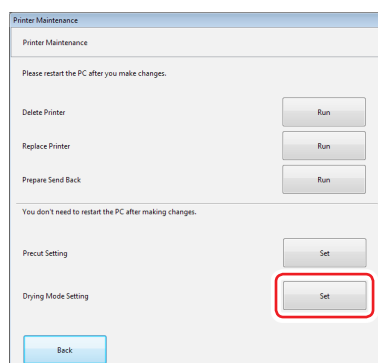 Printer Maintenance
Printer Maintenance
Please restart the PC after you make changes.
Delete Printer Run
Replace Printer Run
Prepare Send Back Run
You don't need to restart the PC after making changes.
Precut Setting Set
Drying Mode Setting Set
Back